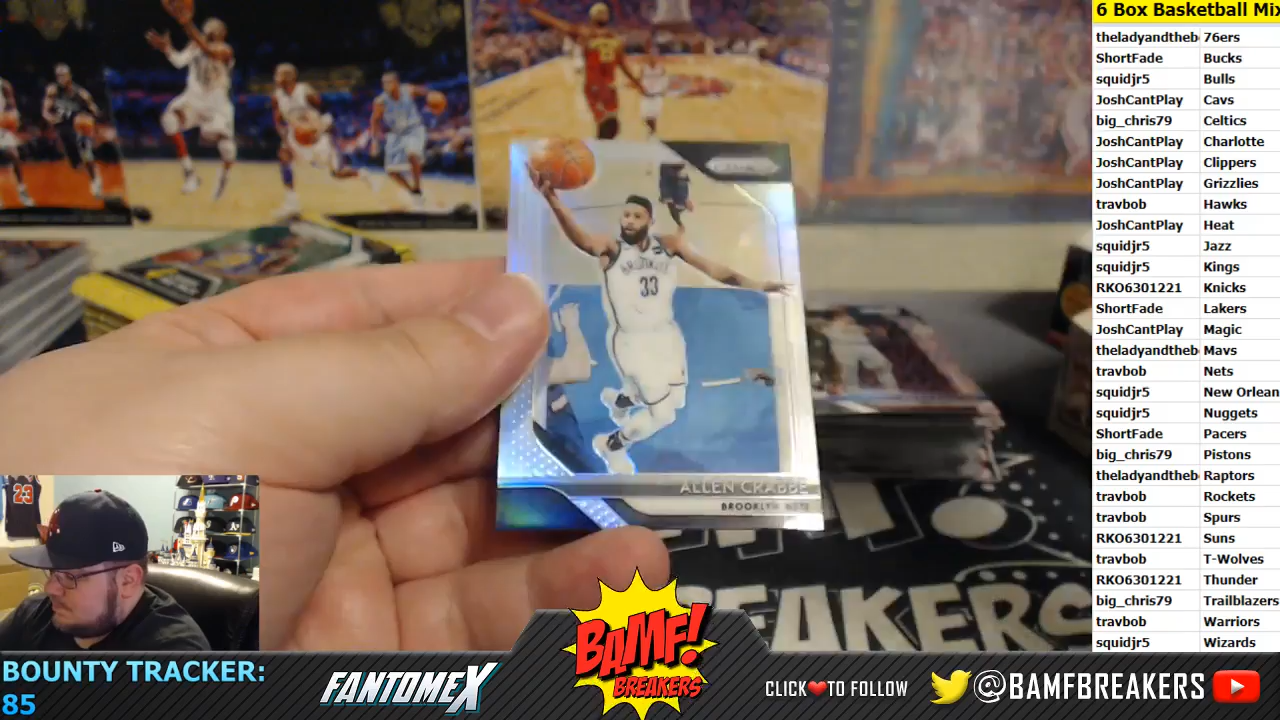 6 Box Basketball Mix
theladyandtheb 76ers
ShortFade Bucks
squidjr5 Bulls
JoshCantPlay Cavs
big_chris79 Celtics
JoshCantPlay Charlotte
JoshCantPlay Clippers
JoshCantPlay Grizzlies
travbob Hawks
JoshCantPlay Heat
squidjr5 Jazz
squidjr5 Kings
RKO6301221 Knicks
ShortFade Lakers
JoshCantPlay Magic
theladyandtheb Mavs
travbob Nets
squidjr5 New Orlean
squidjr5 Nuggets
ShortFade Pacers
big_chris79 Pistons
theladyandtheb Raptors
travbob Rockets
travbob Spurs
RKO6301221 Suns
travbob T-Wolves
RKO6301221 Thunder
big_chris79 Trailblazers
travbob Warriors
squidjr5 Wizards
BROOKLYN
33
ALLEN CRABBE
BROOKLYN NETS
23
BREAKERS
BOUNTY TRACKER:
85
FANTOMEX
BAMF!
BREAKERS
CLICK TO FOLLOW
@BAMFBREAKERS